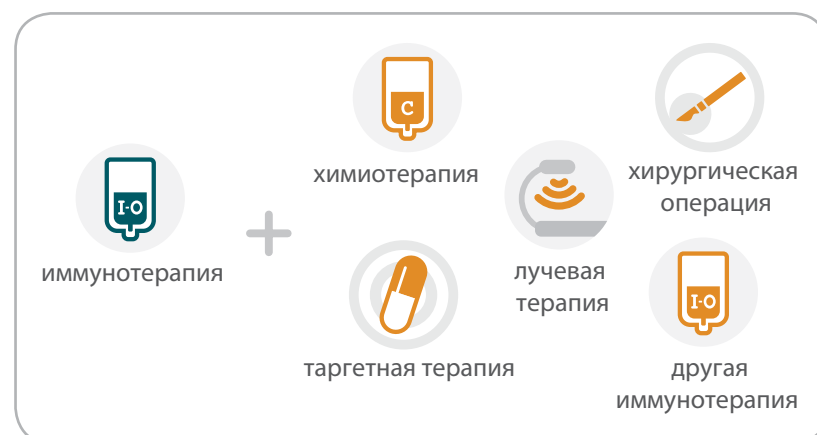 I-O
иммунотерапия
C
химиотерапия
таргетная терапия
лучевая
терапия
хирургическая
операция
I-O
другая
иммунотерапия